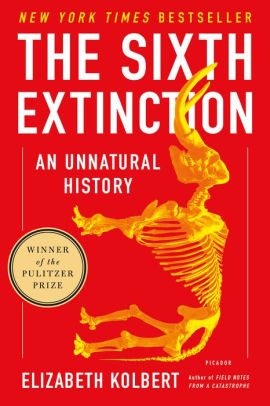 NEW YORK TIMES BESTSELLER
THE SIXTH
EXTINCTION
AN UNNATURAL
HISTORY
WINNER
of the
PULITZER
PRIZE
PICADOR
ELIZABETH KOLBERT
Author of FIELD NOTES
FROM A CATASTROPHE